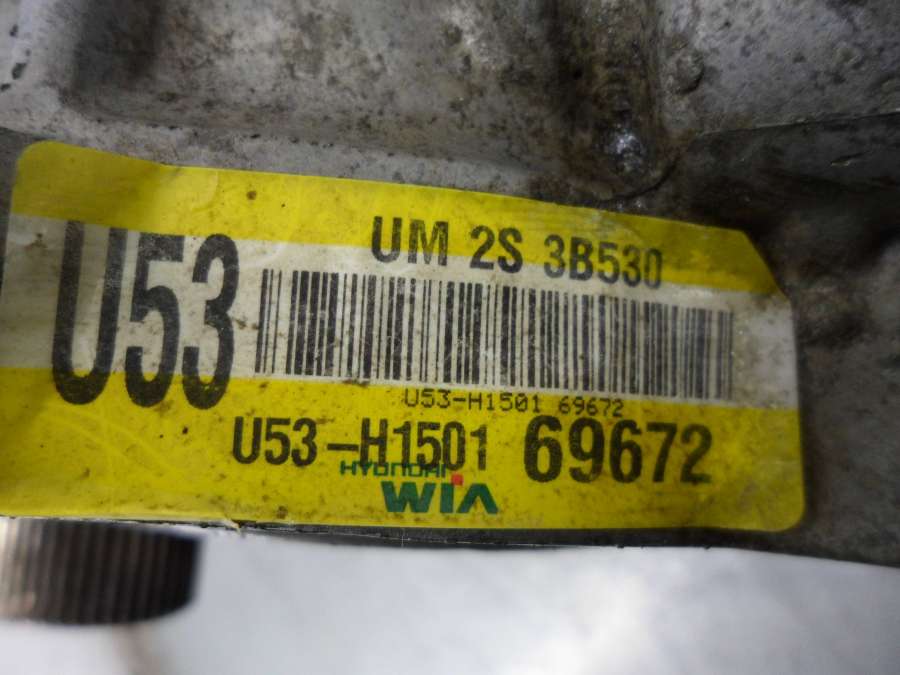 U53
UM 2S 3B530
U53-H1501 69672
U53-H1501 69672
HYUNDAI
WIA